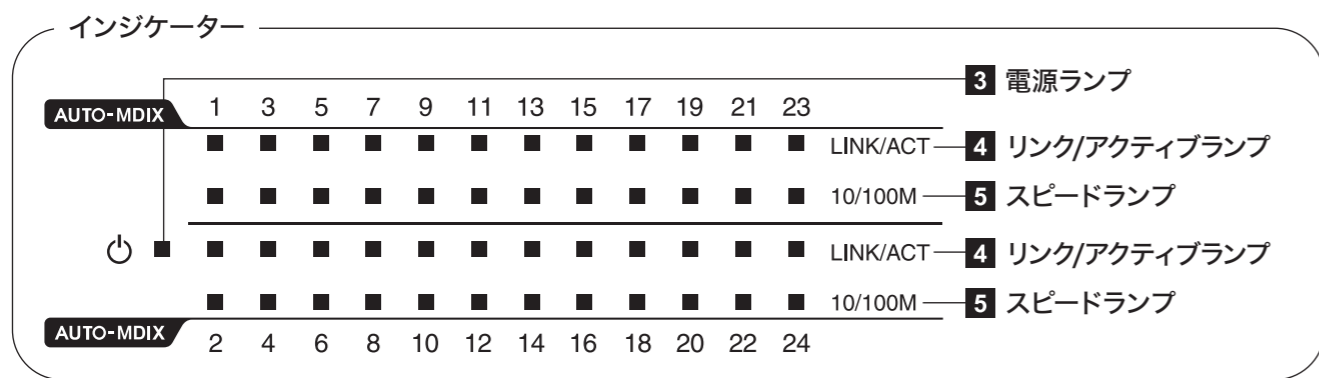 インジケーター
3 電源ランプ
AUTO-MDIX 1 3 5 7 9 11 13 15 17 19 21 23
LINK/ACT 4 リンク/アクティブランプ
10/100M 5 スピードランプ
LINK/ACT 4 リンク/アクティブランプ
10/100M 5 スピードランプ
AUTO-MDIX 2 4 6 8 10 12 14 16 18 20 22 24